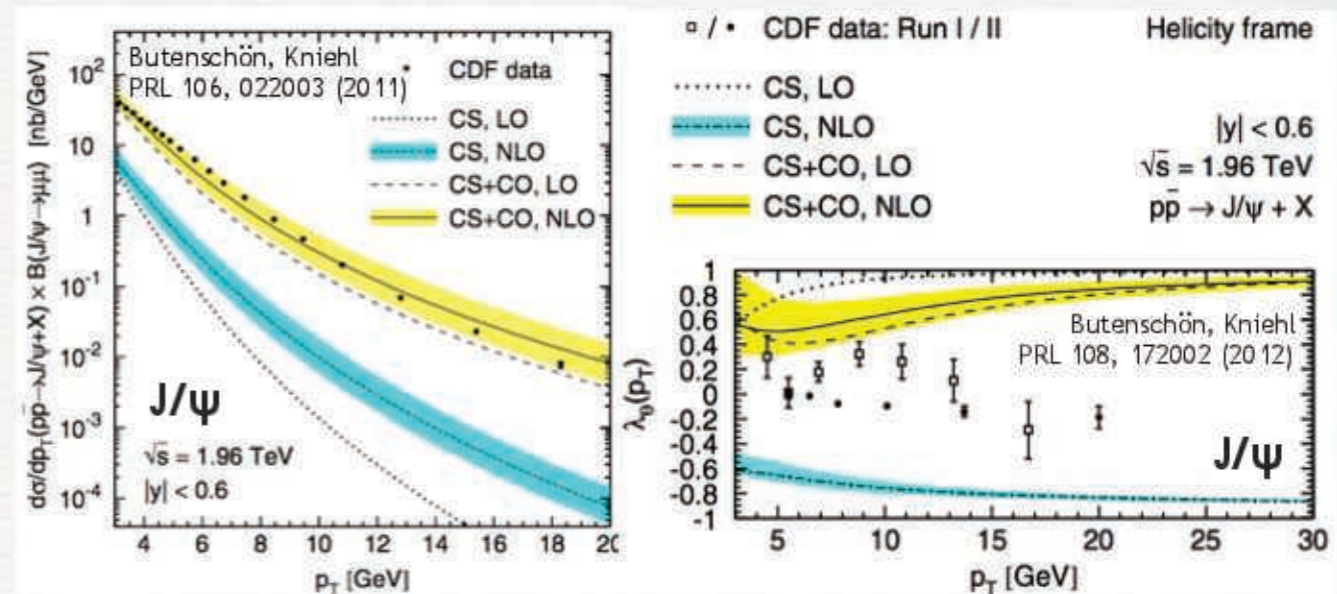 Butenschön, Kniehl
PRL 106, 022003 (2011)
• CDF data
CS, LO
CS, NLO
CS+CO, LO
CS+CO, NLO
J/ψ
√s = 1.96 TeV
|y| < 0.6
dσ/dp_T(pp̄→J/ψ+X) × B(J/ψ→μμ) [nb/GeV]
10²
10
1
10⁻¹
10⁻²
10⁻³
10⁻⁴
4 6 8 10 12 14 16 18 20
p_T [GeV]
□ / • CDF data: Run I / II Helicity frame
CS, LO
CS, NLO |y| < 0.6
CS+CO, LO √s = 1.96 TeV
CS+CO, NLO pp̄ → J/ψ + X
λ_θ(p_T)
1
0.8
0.6
0.4
0.2
0
-0.2
-0.4
-0.6
-0.8
-1
Butenschön, Kniehl
PRL 108, 172002 (2012)
J/ψ
5 10 15 20 25 30
p_T [GeV]